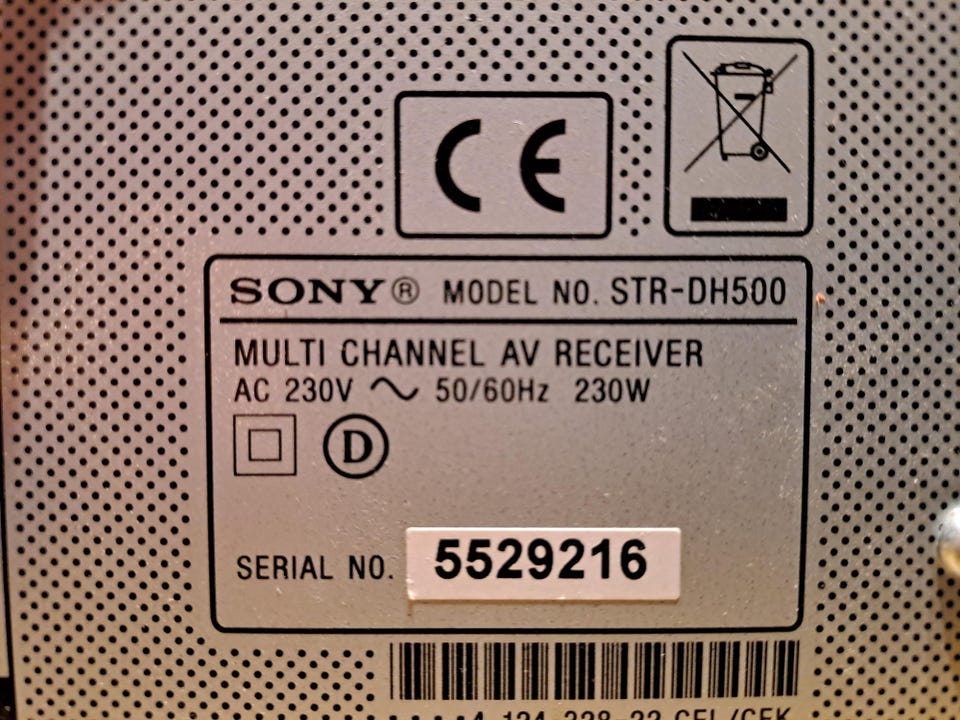 CE
SONY® MODEL NO. STR-DH500
MULTI CHANNEL AV RECEIVER
AC 230V ~ 50/60Hz 230W
D
SERIAL NO. 5529216